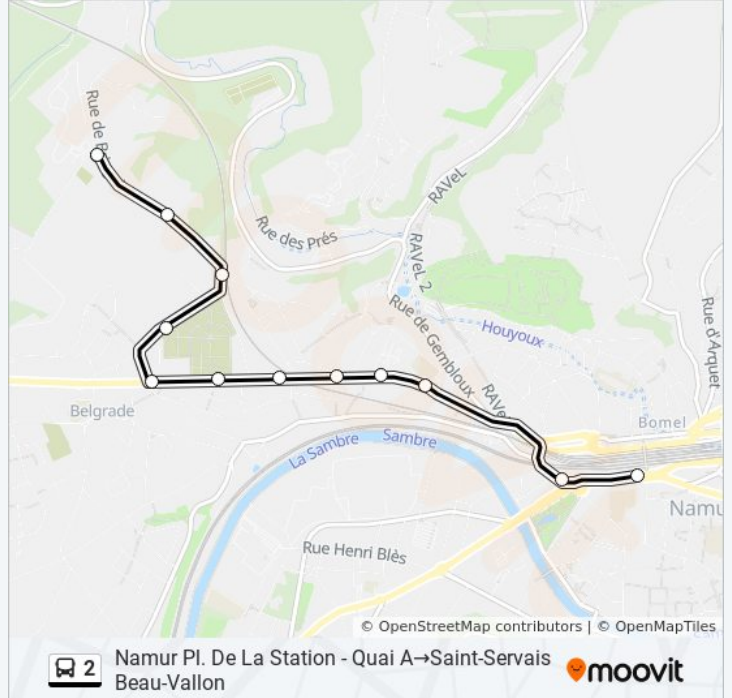 Rue de B
RAVeL
Rue des Prés
RAVeL 2
Rue de Gembloux
Houyoux
Rue d'Arquet
RAVe
Belgrade
Bomel
La Sambre
Sambre
Namu
Rue Henri Blès
© OpenStreetMap contributors | © OpenMapTiles
2
Namur Pl. De La Station - Quai A→Saint-Servais
Beau-Vallon
moovit